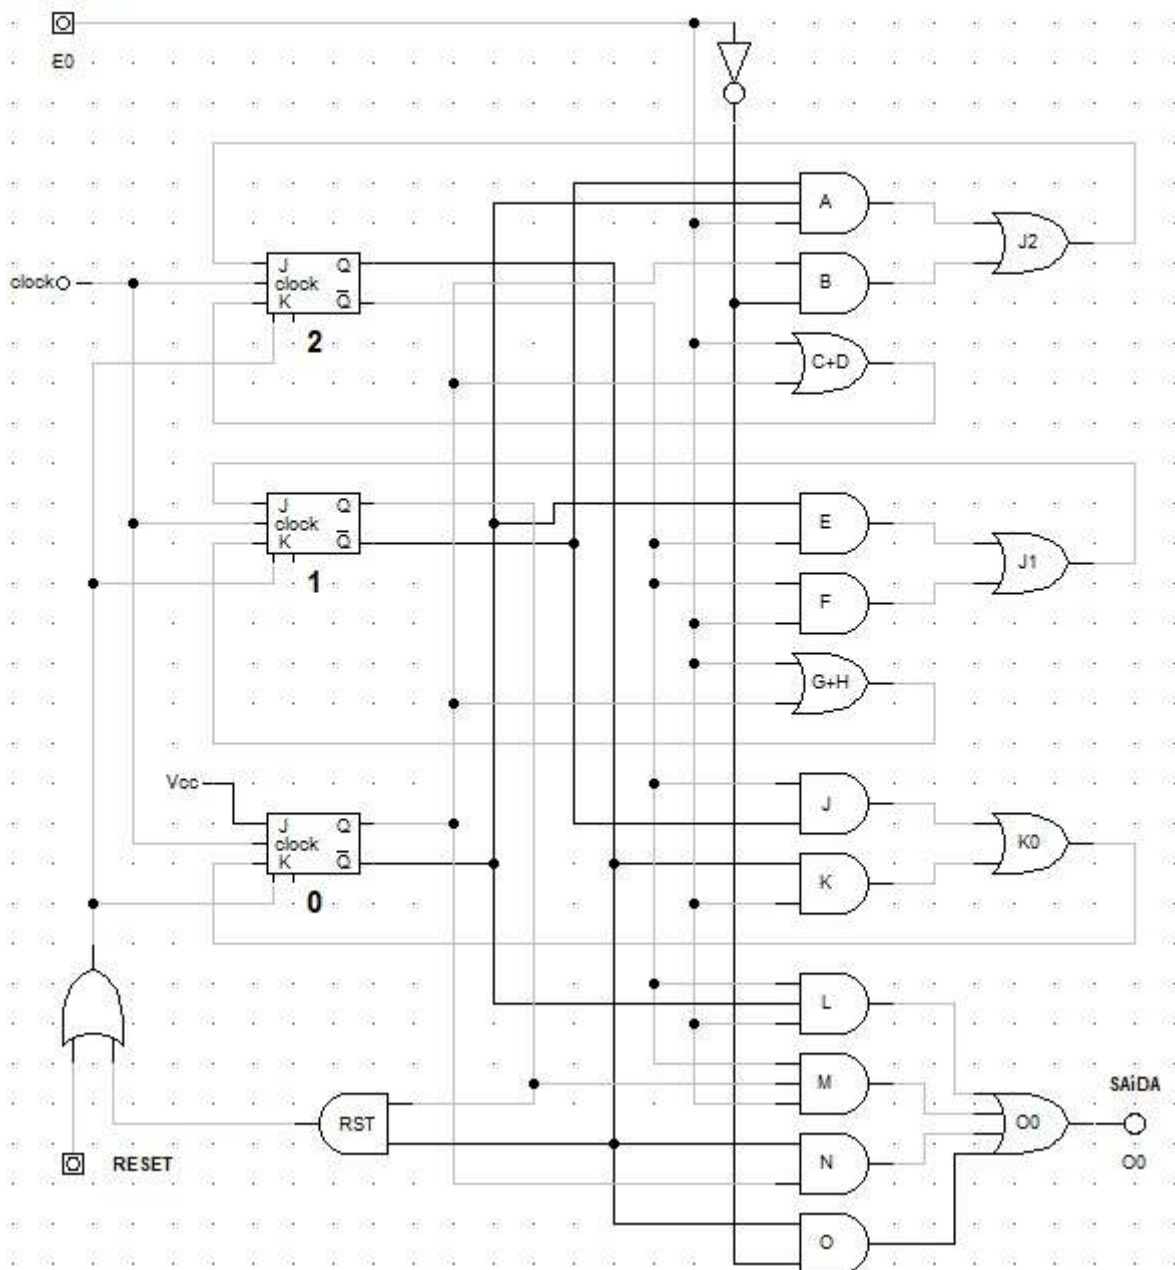 E0
A
J2
J Q
clock
clock
B
K Q̅
2
C+D
J Q
clock
E
K Q̅
J1
1
F
G+H
Vcc
J
J Q
clock
K0
K Q̅
K
0
L
M
SAíDA
RST
O0
RESET
N
O0
O